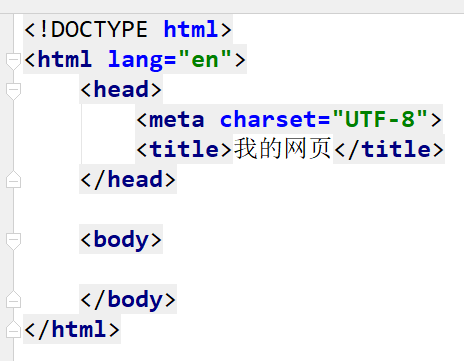 <!DOCTYPE html>
<html lang="en">
    <head>
        <meta charset="UTF-8">
        <title>我的网页</title>
    </head>

    <body>

    </body>
</html>